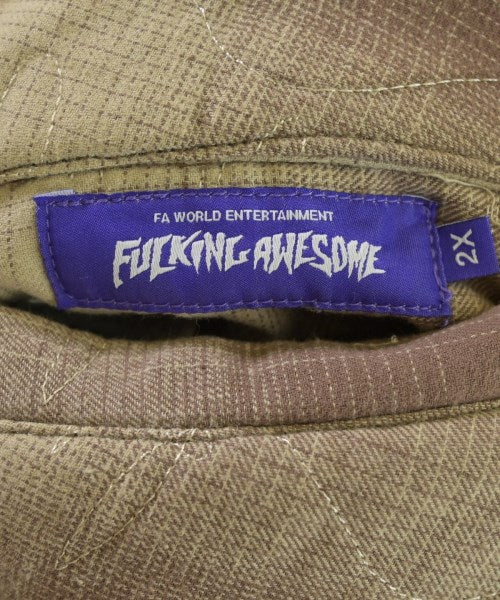 FA WORLD ENTERTAINMENT
FUCKING AWESOME
2X